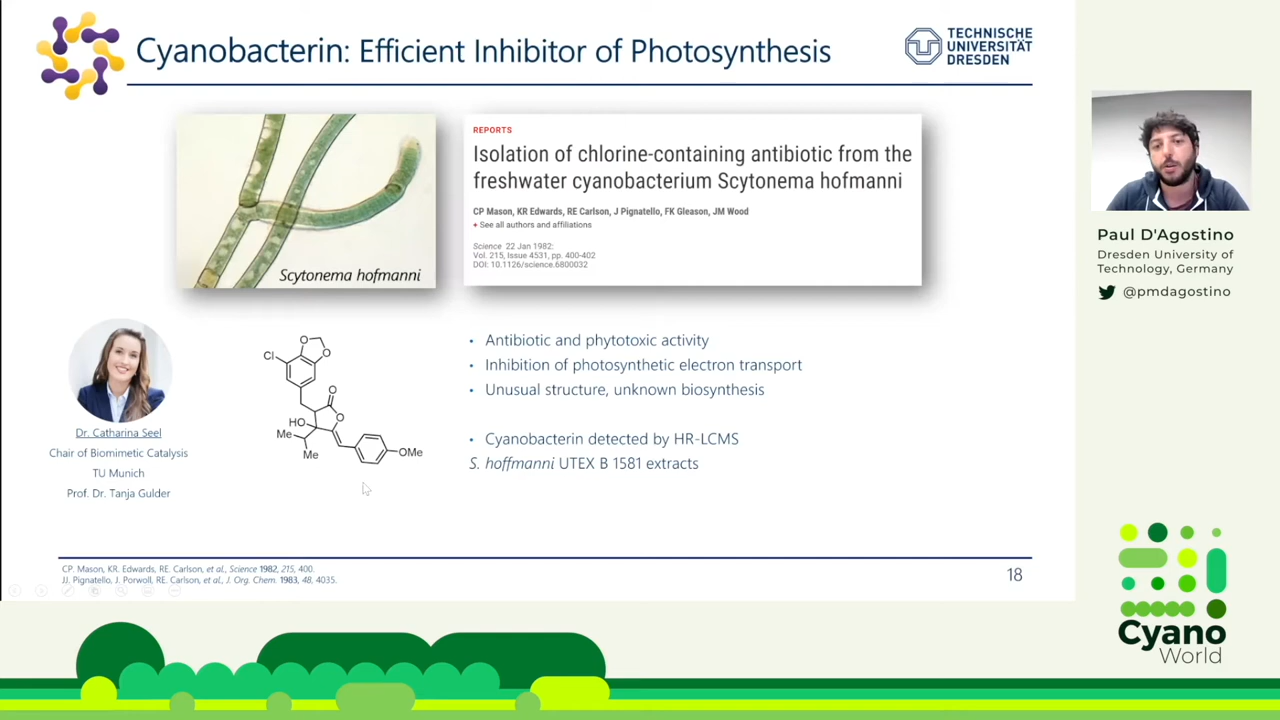 Cyanobacterin: Efficient Inhibitor of Photosynthesis
TECHNISCHE
UNIVERSITÄT
DRESDEN
Scytonema hofmanni
REPORTS
Isolation of chlorine-containing antibiotic from the
freshwater cyanobacterium Scytonema hofmanni
CP Mason, KR Edwards, RE Carlson, J Pignatello, FK Gleason, JM Wood
+ See all authors and affiliations
Science 22 Jan 1982:
Vol. 215, Issue 4531, pp. 400-402
DOI: 10.1126/science.6800032
Dr. Catharina Seel
Chair of Biomimetic Catalysis
TU Munich
Prof. Dr. Tanja Gulder
O
O
Cl
O
O
HO
Me
Me
OMe
• Antibiotic and phytotoxic activity
• Inhibition of photosynthetic electron transport
• Unusual structure, unknown biosynthesis
• Cyanobacterin detected by HR-LCMS
S. hoffmanni UTEX B 1581 extracts
CP. Mason, KR. Edwards, RE. Carlson, et al., Science 1982, 215, 400.
JJ. Pignatello, J. Porwoll, RE. Carlson, et al., J. Org. Chem. 1983, 48, 4035.
18
Paul D'Agostino
Dresden University of
Technology, Germany
@pmdagostino
Cyano
World